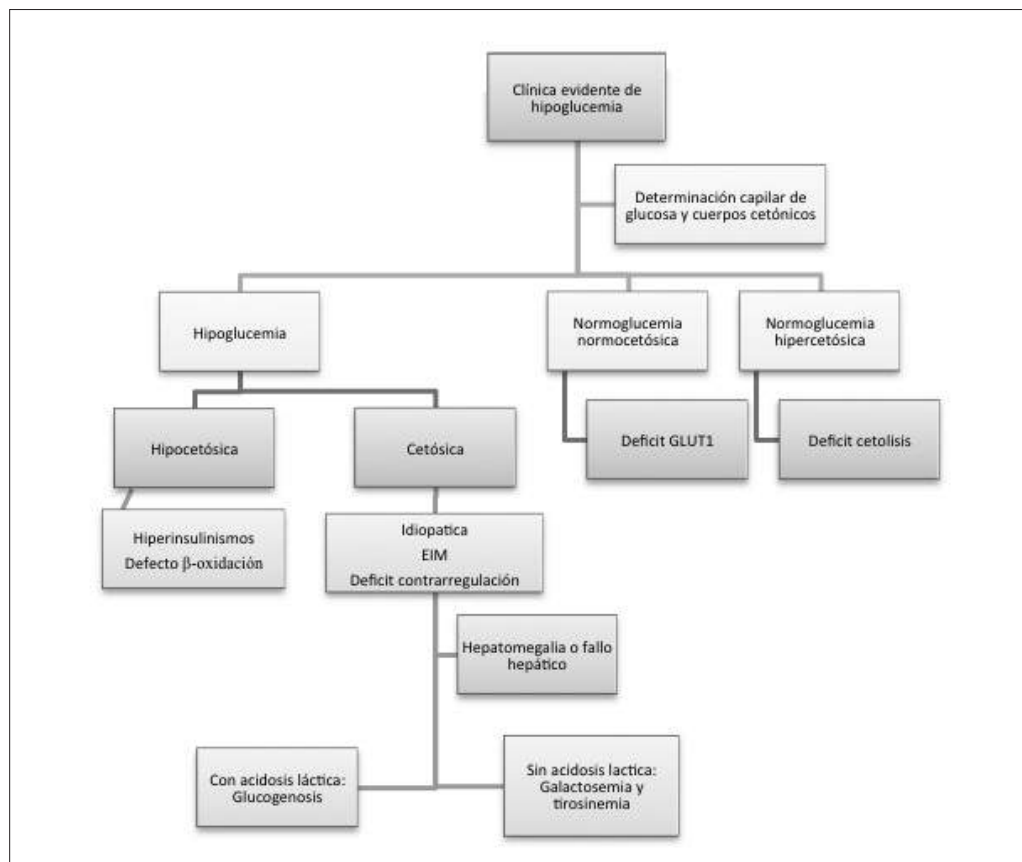 Clínica evidente de
hipoglucemia
Determinación capilar de
glucosa y cuerpos cetónicos
Hipoglucemia
Normoglucemia
normocetósica
Normoglucemia
hipercetósica
Hipocetósica
Cetósica
Deficit GLUT1
Deficit cetolisis
Hiperinsulinismos
Defecto β-oxidación
Idiopatica
EIM
Deficit contrarregulación
Hepatomegalia o fallo
hepático
Con acidosis láctica:
Glucogenosis
Sin acidosis lactica:
Galactosemia y
tirosinemia